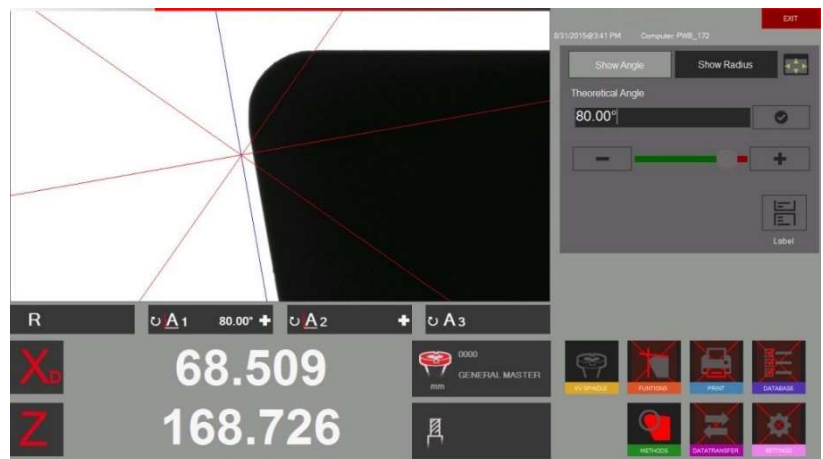 EXIT
8/31/2015@3:41 PM Computer: PWB_172
Show Angle Show Radius
Theoretical Angle
80.00°
− +
Label
R A1 80.00° + A2 + A3
XD 68.509
0000
GENERAL MASTER
mm
Z 168.726
KV SPINDLE FUNTIONS PRINT DATABASE
METHODS DATATRANSFER SETTINGS